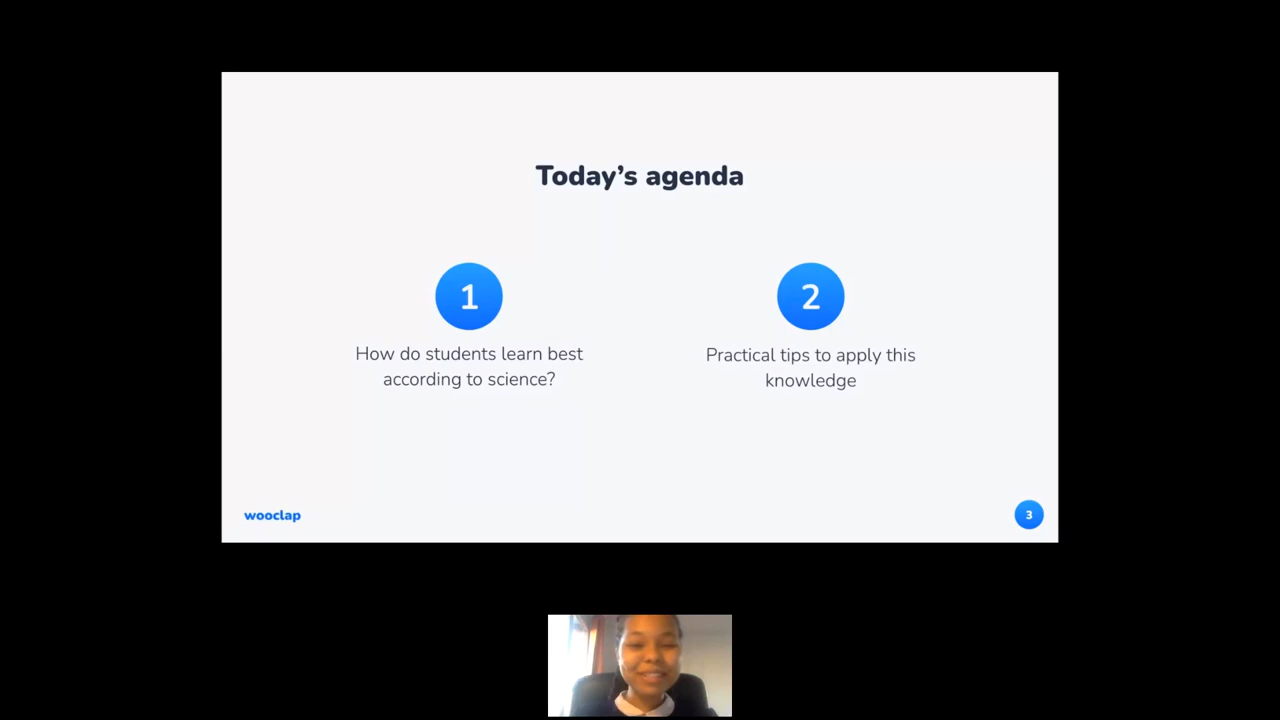 Today’s agenda
1
How do students learn best
according to science?
2
Practical tips to apply this
knowledge
wooclap
3